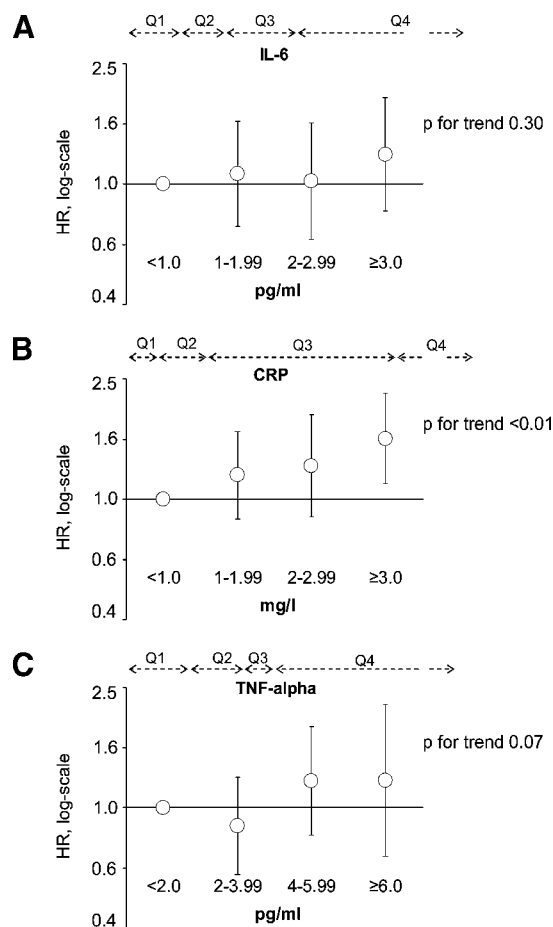 A
Q1 Q2 Q3 Q4
IL-6
2.5
1.6
1.0
0.6
0.4
HR, log-scale
p for trend 0.30
<1.0 1-1.99 2-2.99 ≥3.0
pg/ml
B
Q1 Q2 Q3 Q4
CRP
2.5
1.6
1.0
0.6
0.4
HR, log-scale
p for trend <0.01
<1.0 1-1.99 2-2.99 ≥3.0
mg/l
C
Q1 Q2 Q3 Q4
TNF-alpha
2.5
1.6
1.0
0.6
0.4
HR, log-scale
p for trend 0.07
<2.0 2-3.99 4-5.99 ≥6.0
pg/ml